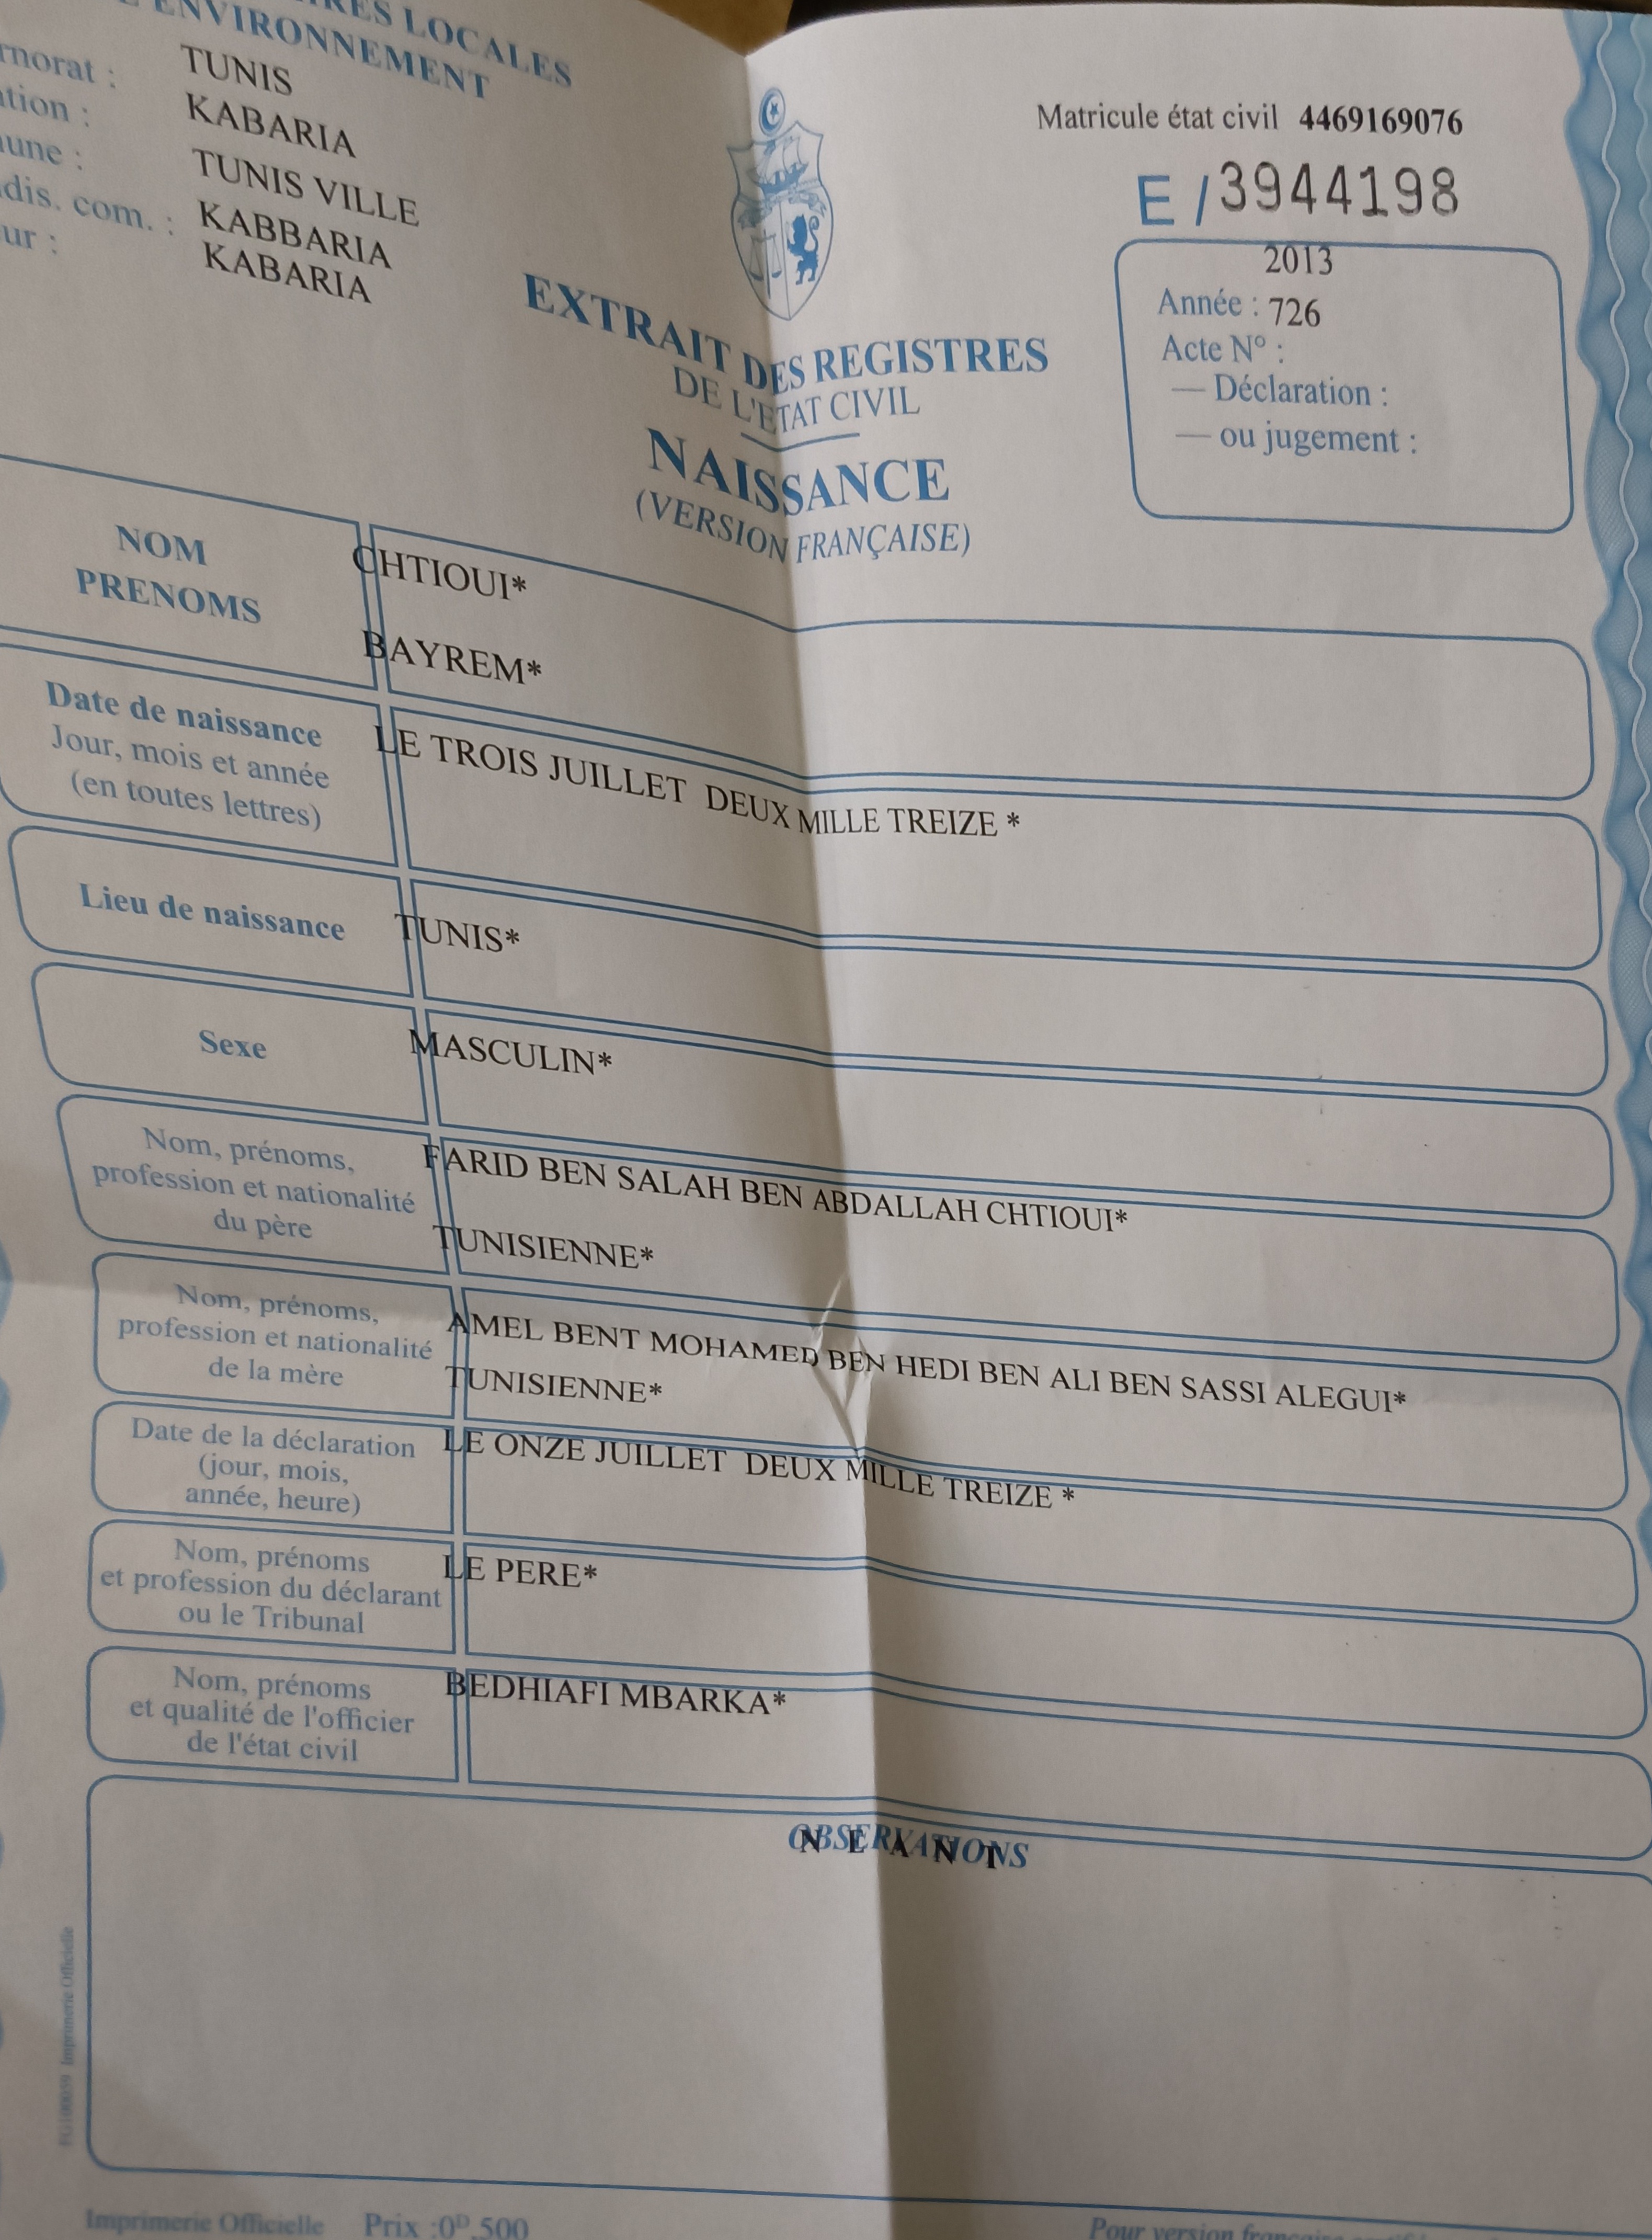 LOCALES
ENVIRONNEMENT
TUNIS
KABARIA
TUNIS VILLE
dis. com. : KABBARIA
KABARIA
Matricule état civil 4469169076
E / 3944198
2013
Année : 726
Acte N° :
— Déclaration :
— ou jugement :
EXTRAIT DES REGISTRES
DE L'ETAT CIVIL
NAISSANCE
(VERSION FRANÇAISE)
NOM
PRENOMS
CHTIOUI*
BAYREM*
Date de naissance
Jour, mois et année
(en toutes lettres)
LE TROIS JUILLET DEUX MILLE TREIZE *
Lieu de naissance
TUNIS*
Sexe
MASCULIN*
Nom, prénoms,
profession et nationalité
du père
FARID BEN SALAH BEN ABDALLAH CHTIOUI*
TUNISIENNE*
Nom, prénoms,
profession et nationalité
de la mère
AMEL BENT MOHAMED BEN HEDI BEN ALI BEN SASSI ALEGUI*
TUNISIENNE*
Date de la déclaration
(jour, mois,
année, heure)
LE ONZE JUILLET DEUX MILLE TREIZE *
Nom, prénoms
et profession du déclarant
ou le Tribunal
LE PERE*
Nom, prénoms
et qualité de l'officier
de l'état civil
BEDHIAFI MBARKA*
OBSERVATIONS
N E A N T
Imprimerie Officielle
Imprimerie Officielle Prix :0D,500
Pour version française